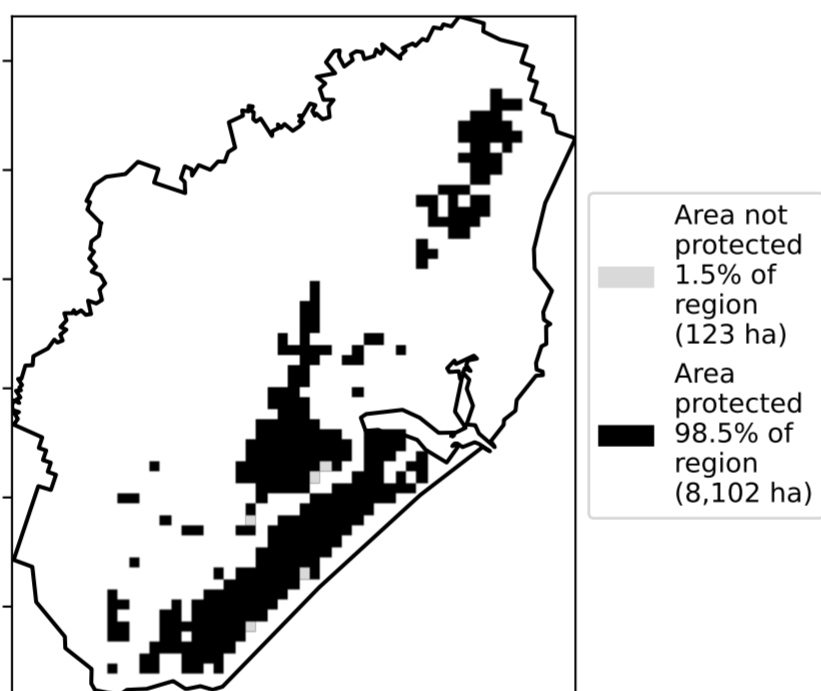 Area not
protected
1.5% of
region
(123 ha)
Area
protected
98.5% of
region
(8,102 ha)